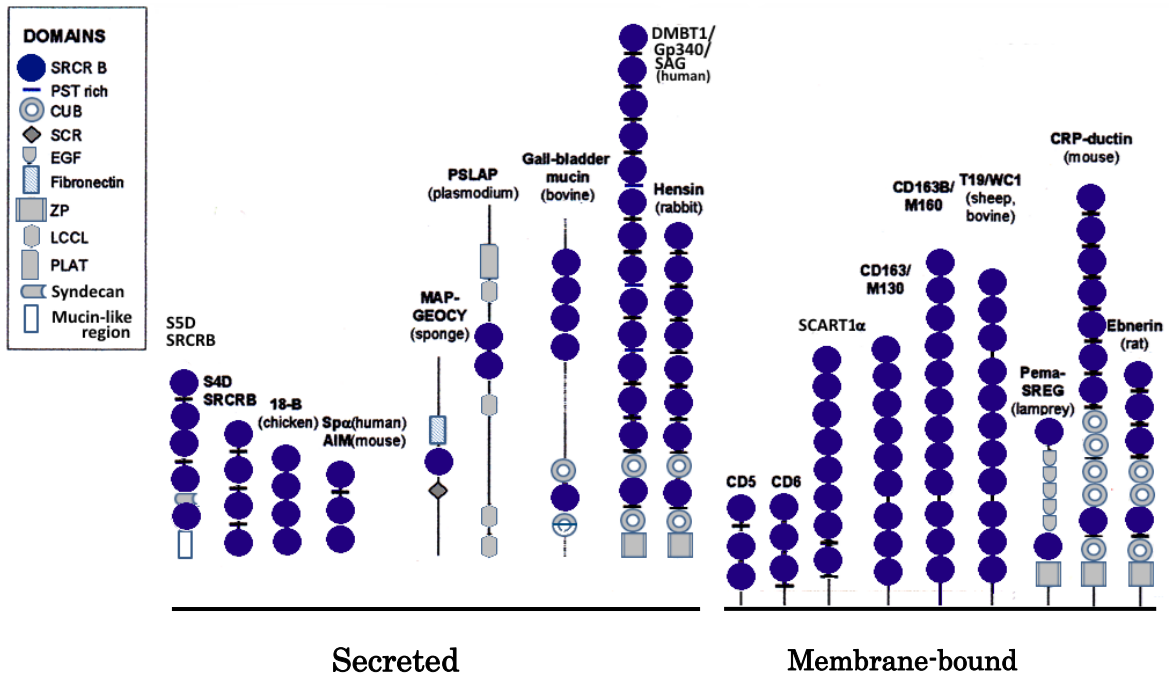 DOMAINS
SRCR B
PST rich
CUB
SCR
EGF
Fibronectin
ZP
LCCL
PLAT
Syndecan
Mucin-like
region
S5D
SRCRB
S4D
SRCRB
18-B
(chicken)
Spα(human)
AIM(mouse)
MAP-
GEOCY
(sponge)
PSLAP
(plasmodium)
Gall-bladder
mucin
(bovine)
DMBT1/
Gp340/
SAG
(human)
Hensin
(rabbit)
CD5
CD6
SCART1α
CD163/
M130
CD163B/
M160
T19/WC1
(sheep,
bovine)
Pema-
SREG
(lamprey)
CRP-ductin
(mouse)
Ebnerin
(rat)
Secreted
Membrane-bound